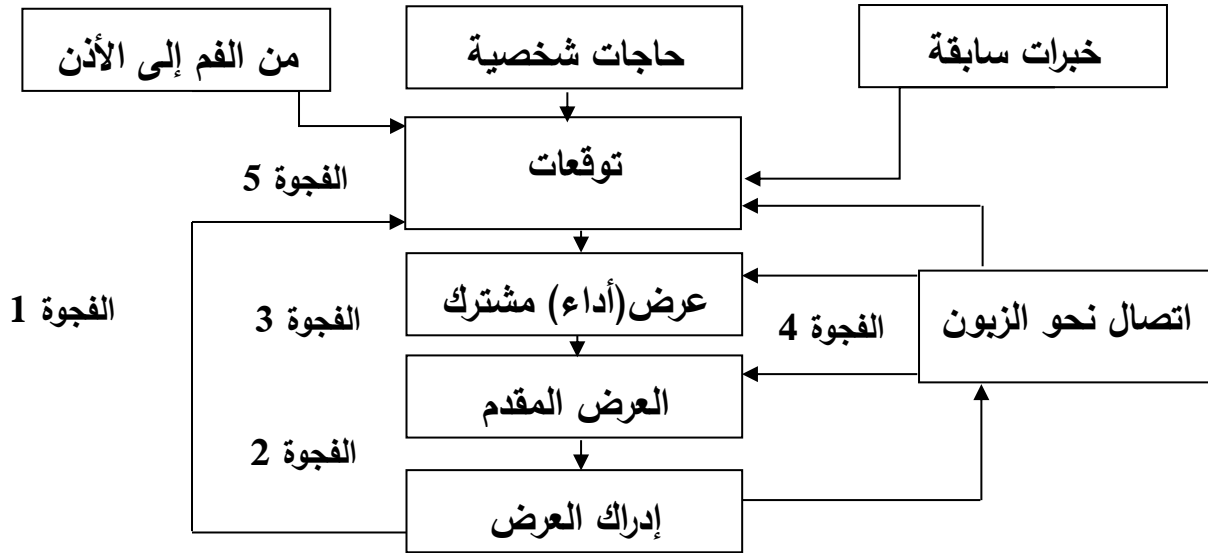 خبرات سابقة
حاجات شخصية
من الفم إلى الأذن
توقعات
الفجوة 5
عرض(أداء) مشترك
اتصال نحو الزبون
الفجوة 4
الفجوة 3
الفجوة 1
العرض المقدم
الفجوة 2
إدراك العرض